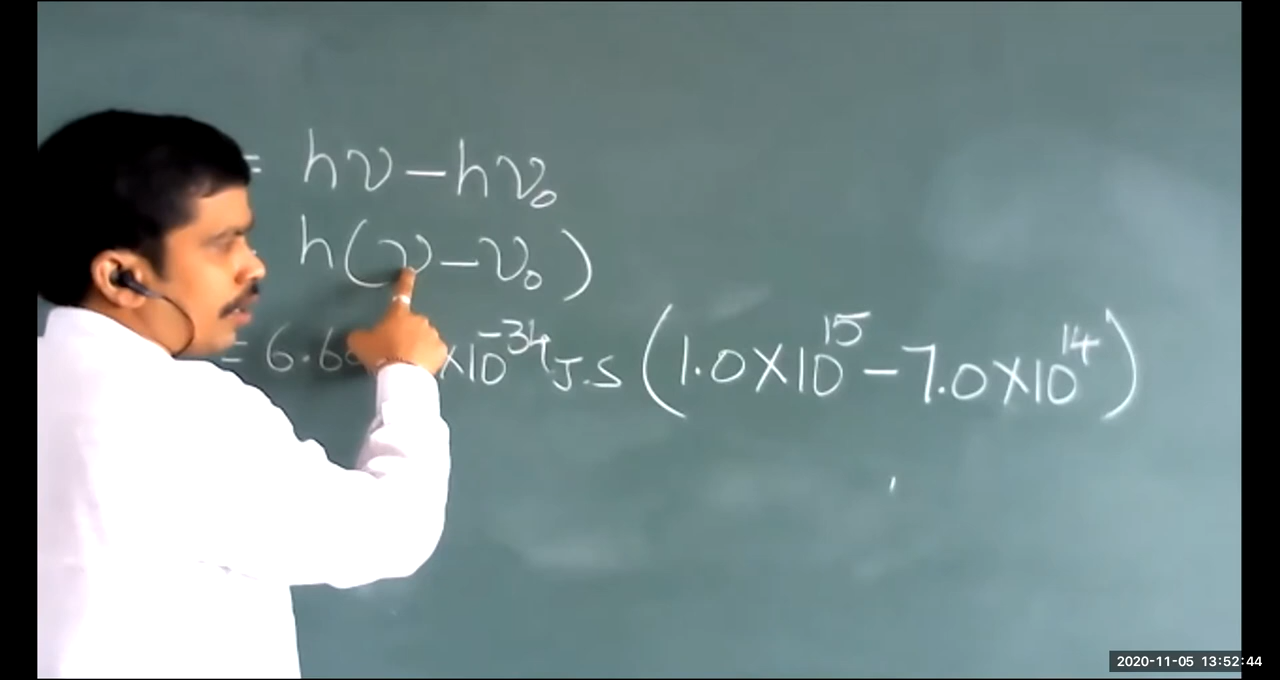 = hν – hν₀
h(ν – ν₀)
= 6.6 ×10⁻³⁴ J.S (1.0×10¹⁵ – 7.0×10¹⁴)
2020-11-05 13:52:44